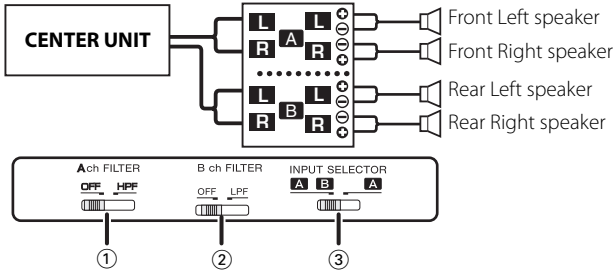 CENTER UNIT
L L ⊕ Front Left speaker
A ⊖
R R ⊖ Front Right speaker
⊕
L L ⊕ Rear Left speaker
B ⊖
R R ⊖ Rear Right speaker
⊕
A ch FILTER B ch FILTER INPUT SELECTOR
OFF HPF OFF LPF A B A
① ② ③